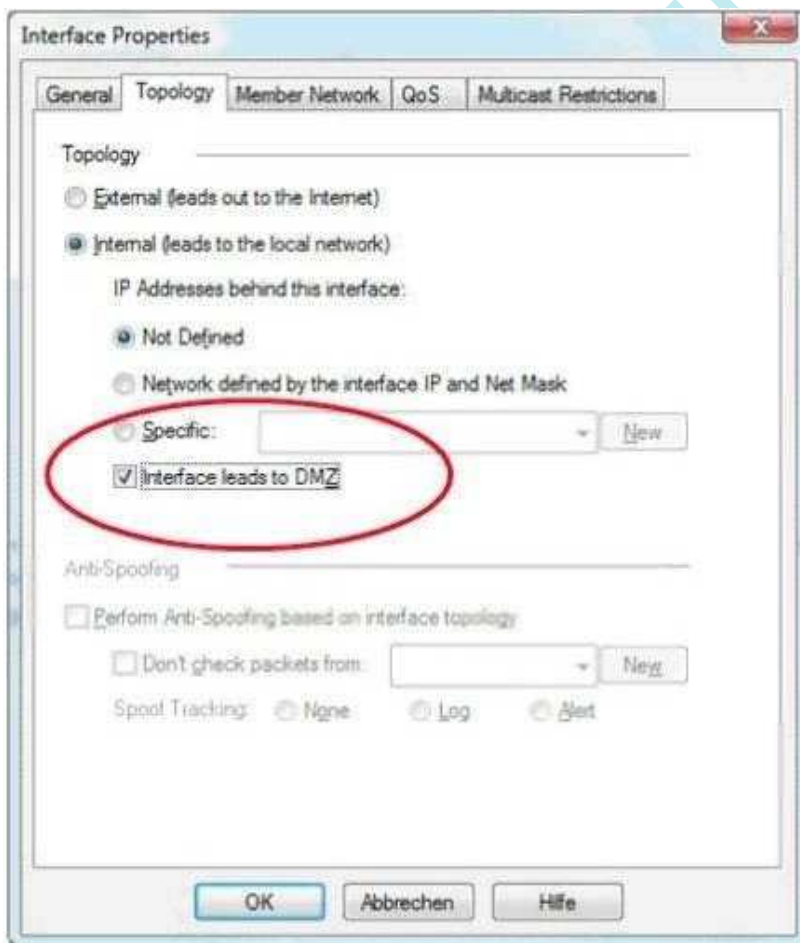 Interface Properties
General Topology Member Network QoS Multicast Restrictions
Topology
External (leads out to the Internet)
Internal (leads to the local network)
IP Addresses behind this interface:
Not Defined
Network defined by the interface IP and Net Mask
Specific: New
Interface leads to DMZ
Anti-Spoofing
Perform Anti-Spoofing based on interface topology
Don't check packets from: New
Spoof Tracking: None Log Alert
OK Abbrechen Hilfe